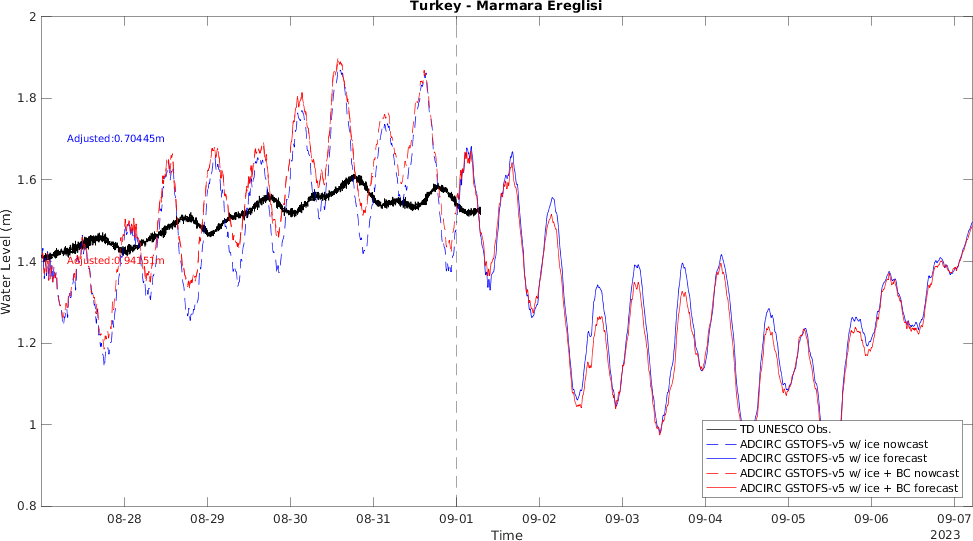 Turkey - Marmara Ereglisi
2
1.8
1.6
1.4
1.2
1
0.8
Water Level (m)
Adjusted:0.70445m
Adjusted:0.94151m
TD UNESCO Obs.
ADCIRC GSTOFS-v5 w/ ice nowcast
ADCIRC GSTOFS-v5 w/ ice forecast
ADCIRC GSTOFS-v5 w/ ice + BC nowcast
ADCIRC GSTOFS-v5 w/ ice + BC forecast
08-28 08-29 08-30 08-31 09-01 09-02 09-03 09-04 09-05 09-06 09-07
Time
2023